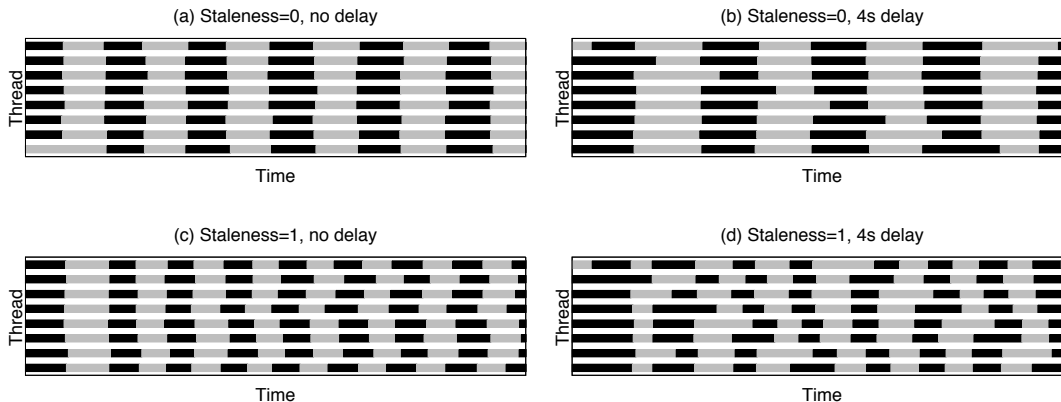 (a) Staleness=0, no delay
Thread
Time
(b) Staleness=0, 4s delay
Thread
Time
(c) Staleness=1, no delay
Thread
Time
(d) Staleness=1, 4s delay
Thread
Time